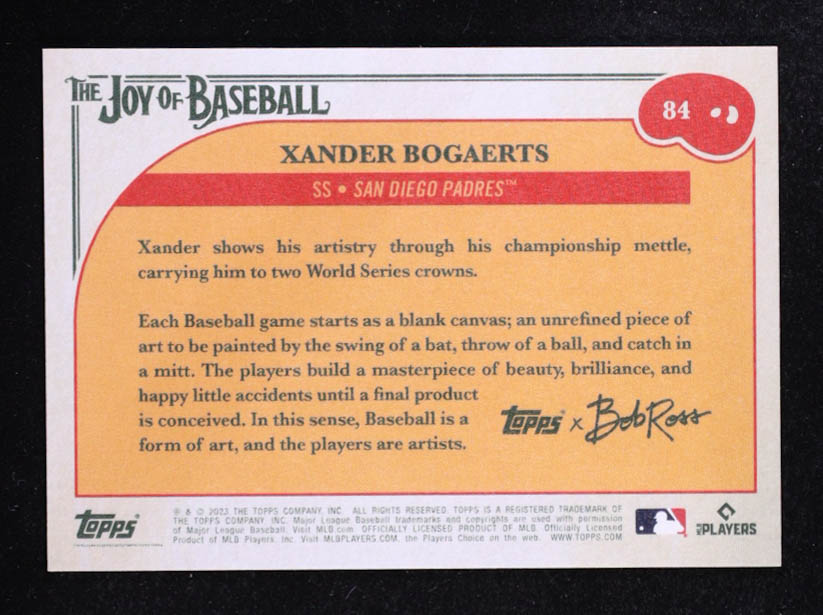 THE JOY OF BASEBALL
84
XANDER BOGAERTS
SS • SAN DIEGO PADRES™
Xander shows his artistry through his championship mettle,
carrying him to two World Series crowns.
Each Baseball game starts as a blank canvas; an unrefined piece of
art to be painted by the swing of a bat, throw of a ball, and catch in
a mitt. The players build a masterpiece of beauty, brilliance, and
happy little accidents until a final product
is conceived. In this sense, Baseball is a
form of art, and the players are artists.
Topps® x Bob Ross
Topps®
® & © 2023 THE TOPPS COMPANY, INC. ALL RIGHTS RESERVED. TOPPS IS A REGISTERED TRADEMARK OF
THE TOPPS COMPANY, INC. Major League Baseball trademarks and copyrights are used with permission
of Major League Baseball. Visit MLB.com. OFFICIALLY LICENSED PRODUCT OF MLB. Officially Licensed
Product of MLB Players, Inc. Visit MLBPLAYERS.COM, the Players Choice on the web. WWW.TOPPS.COM
MLB PLAYERS